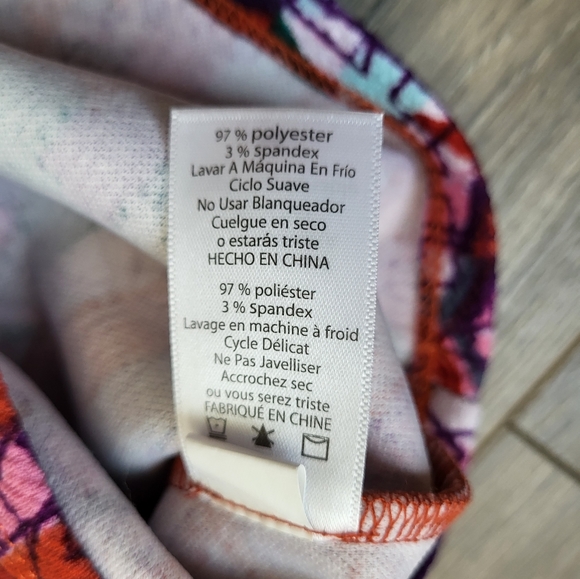 97 % polyester
3 % spandex
Lavar A Máquina En Frío
Ciclo Suave
No Usar Blanqueador
Cuelgue en seco
o estarás triste
HECHO EN CHINA
97 % poliéster
3 % spandex
Lavage en machine à froid
Cycle Délicat
Ne Pas Javelliser
Accrochez sec
ou vous serez triste
FABRIQUÉ EN CHINE